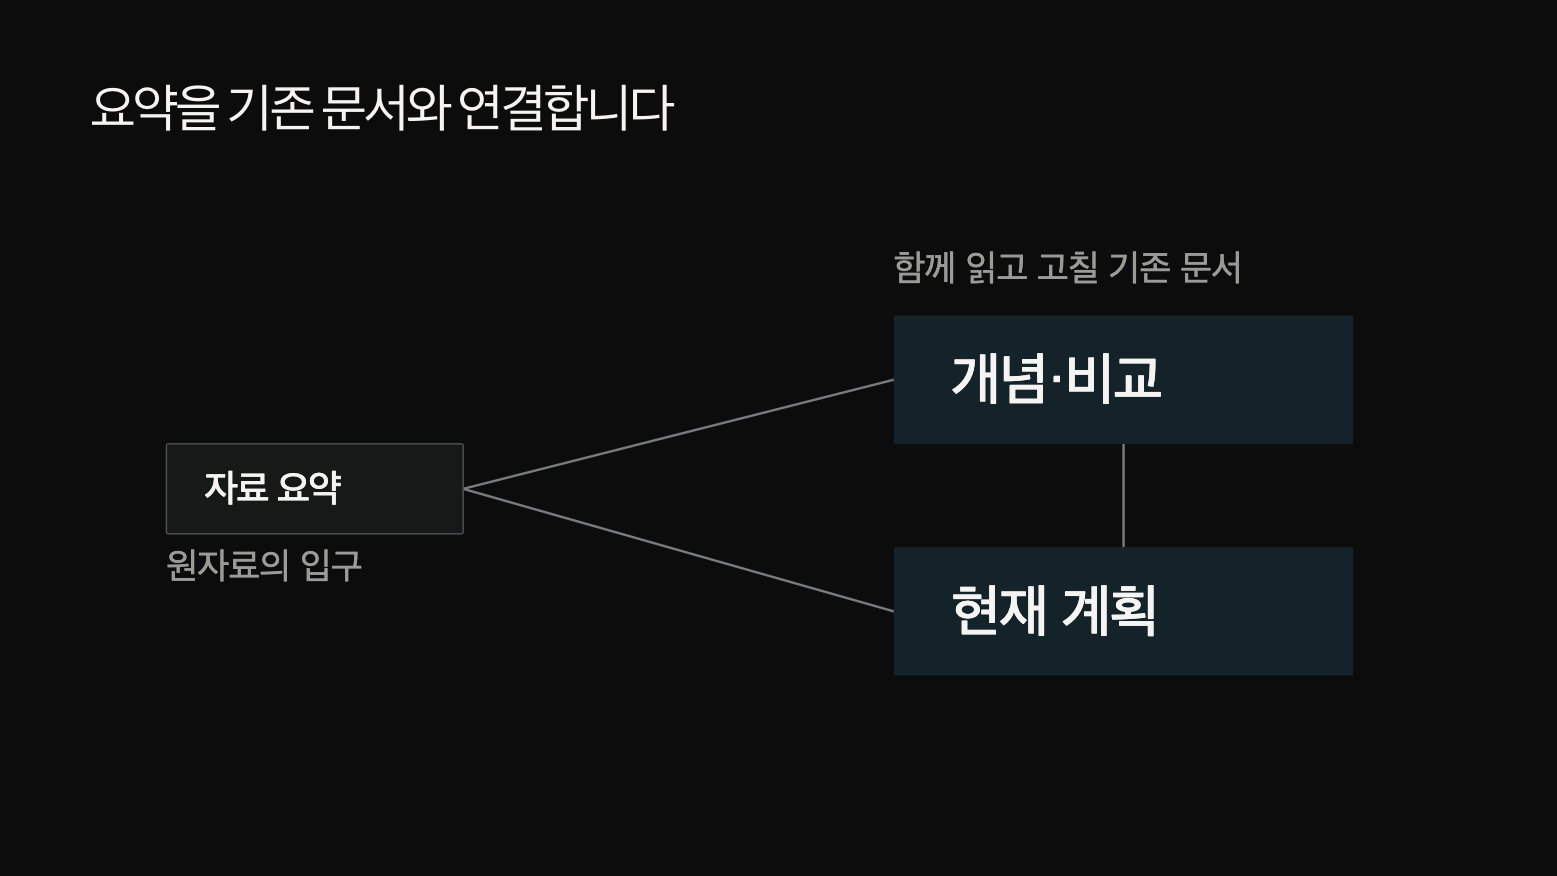 요약을 기존 문서와 연결합니다
함께 읽고 고칠 기존 문서
개념·비교
자료 요약
원자료의 입구
현재 계획